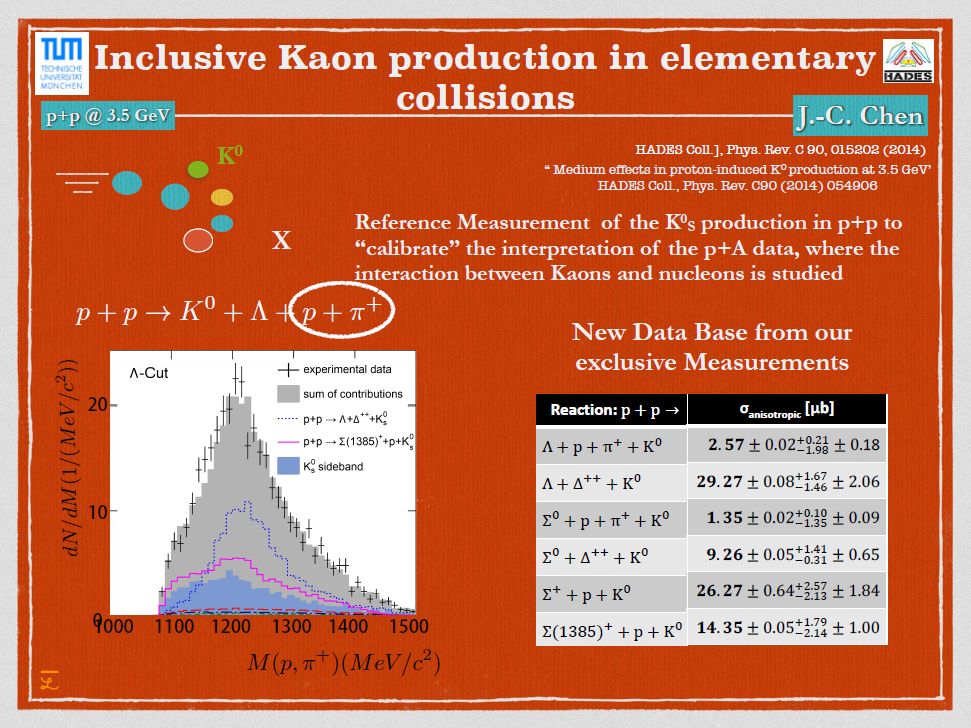 TUM
TECHNISCHE
UNIVERSITÄT
MÜNCHEN
Inclusive Kaon production in elementary
collisions
HADES
p+p @ 3.5 GeV
J.-C. Chen
HADES Coll.], Phys. Rev. C 90, 015202 (2014)
“ Medium effects in proton-induced K⁰ production at 3.5 GeV’
HADES Coll., Phys. Rev. C90 (2014) 054906
K⁰
X
Reference Measurement of the K⁰s production in p+p to
“calibrate” the interpretation of the p+A data, where the
interaction between Kaons and nucleons is studied
p + p → K⁰ + Λ + p + π⁺
New Data Base from our
exclusive Measurements
Λ-Cut
experimental data
sum of contributions
p+p → Λ+Δ⁺⁺+K⁰s
p+p → Σ(1385)⁺+p+K⁰s
K⁰s sideband
dN/dM (1/(MeV/c²))
20
10
0
1000 1100 1200 1300 1400 1500
M(p, π⁺)(MeV/c²)
Reaction: p + p → σanisotropic [μb]
Λ + p + π⁺ + K⁰ 2.57 ± 0.02 +0.21 −1.98 ± 0.18
Λ + Δ⁺⁺ + K⁰ 29.27 ± 0.08 +1.67 −1.46 ± 2.06
Σ⁰ + p + π⁺ + K⁰ 1.35 ± 0.02 +0.10 −1.35 ± 0.09
Σ⁰ + Δ⁺⁺ + K⁰ 9.26 ± 0.05 +1.41 −0.31 ± 0.65
Σ⁺ + p + K⁰ 26.27 ± 0.64 +2.57 −2.13 ± 1.84
Σ(1385)⁺ + p + K⁰ 14.35 ± 0.05 +1.79 −2.14 ± 1.00